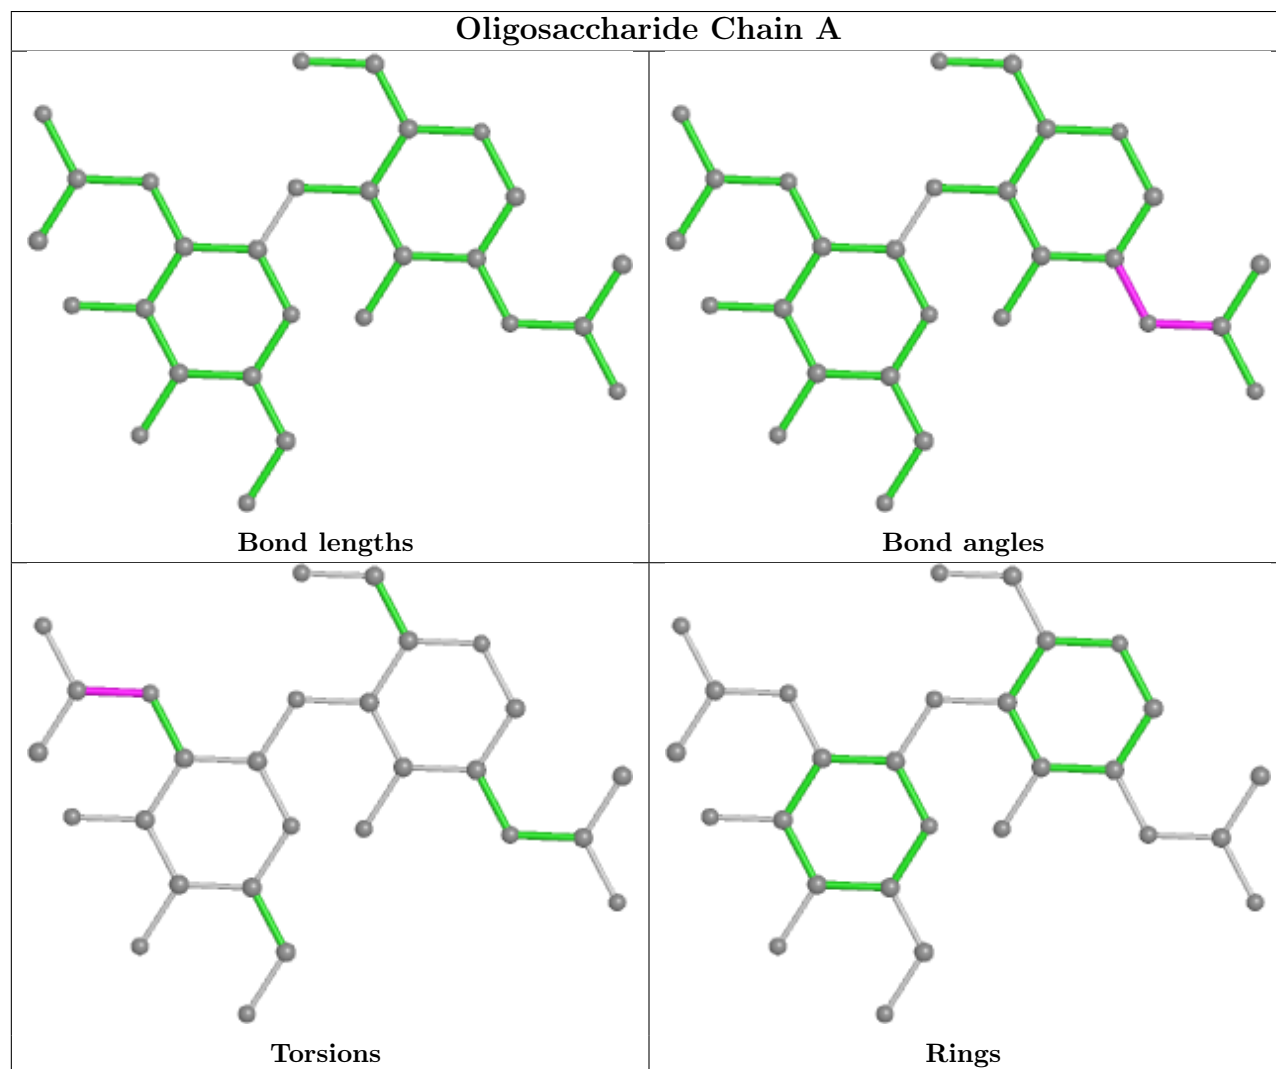 Oligosaccharide Chain A
Bond lengths
Bond angles
Torsions
Rings